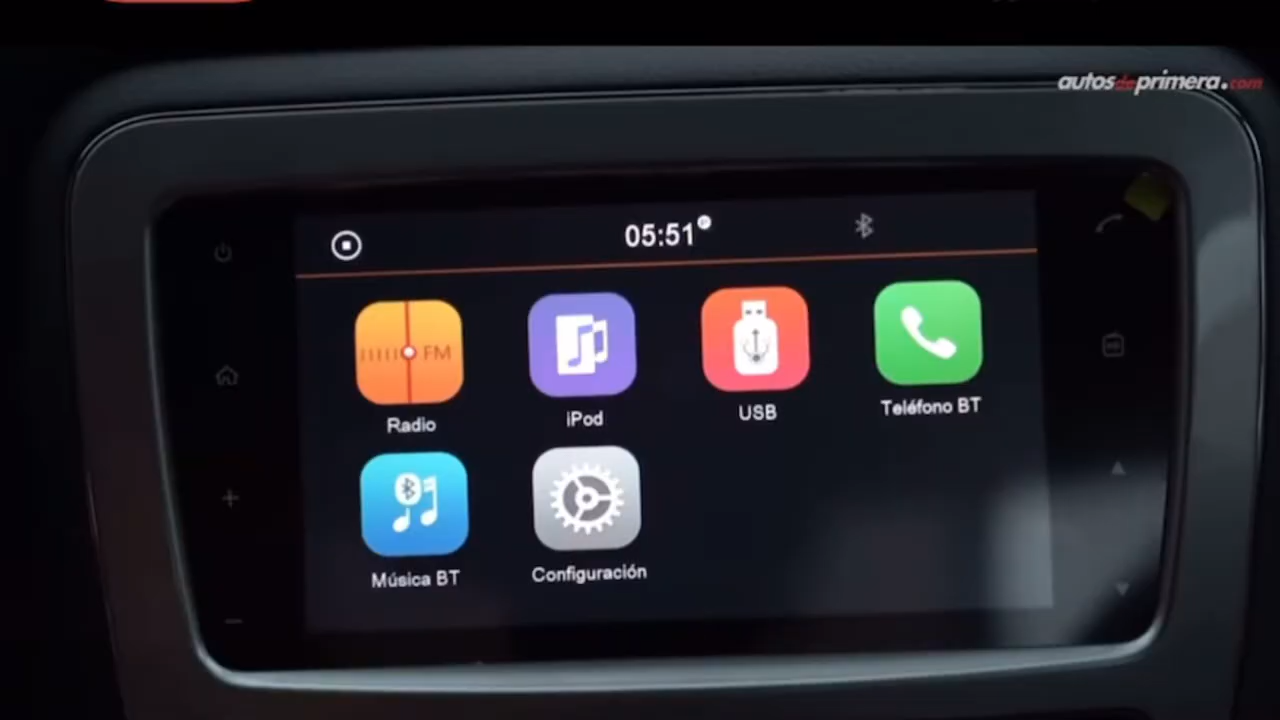 autosdeprimera.com
05:51 P
FM
Radio
iPod
USB
Teléfono BT
Música BT
Configuración